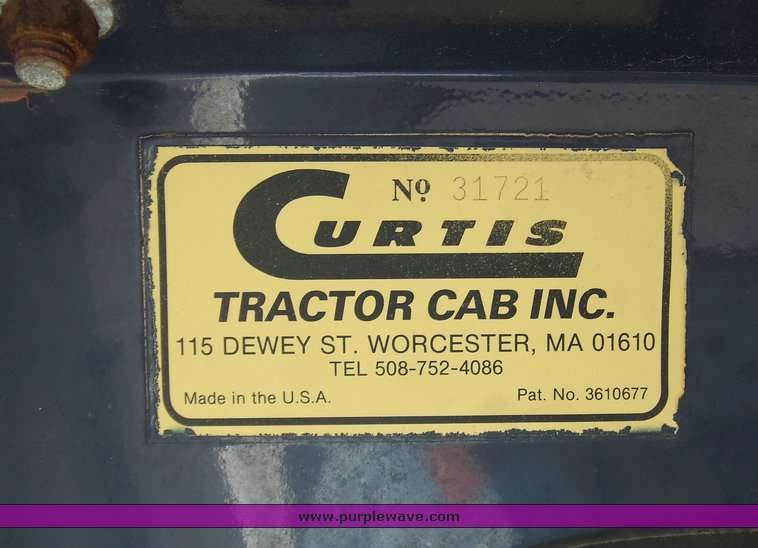 Nº 31721
CURTIS
TRACTOR CAB INC.
115 DEWEY ST. WORCESTER, MA 01610
TEL 508-752-4086
Made in the U.S.A. Pat. No. 3610677
www.purplewave.com